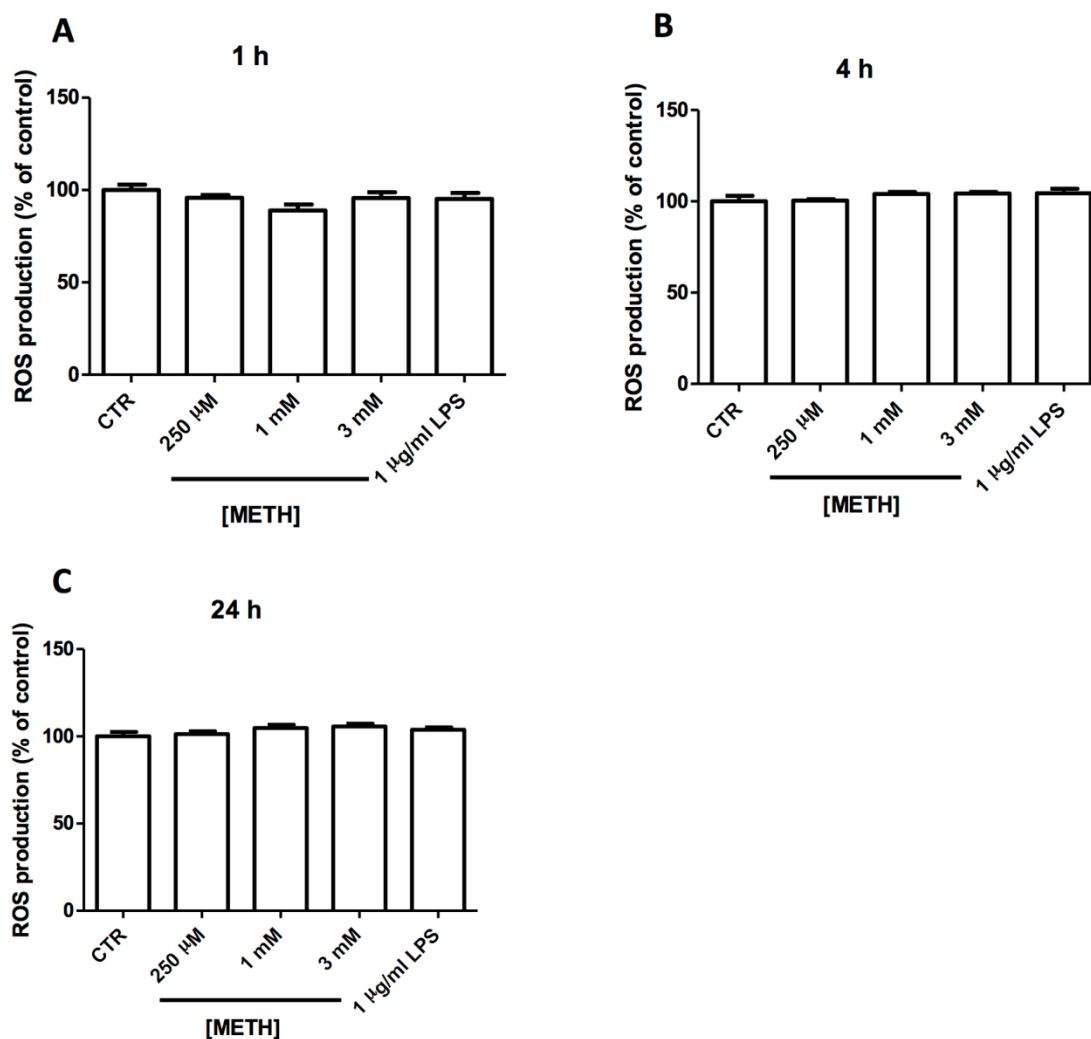 A
1 h
ROS production (% of control)
150
100
50
0
CTR
250 µM
1 mM
3 mM
1 µg/ml LPS
[METH]
B
4 h
ROS production (% of control)
150
100
50
0
CTR
250 µM
1 mM
3 mM
1 µg/ml LPS
[METH]
C
24 h
ROS production (% of control)
150
100
50
0
CTR
250 µM
1 mM
3 mM
1 µg/ml LPS
[METH]